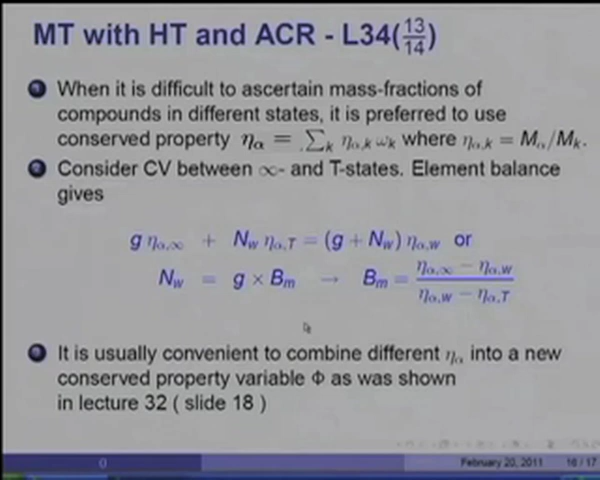 MT with HT and ACR - L34(13/14)
1 When it is difficult to ascertain mass-fractions of
compounds in different states, it is preferred to use
conserved property η_α = Σ_k η_α,k ω_k where η_α,k = M_α/M_k.
2 Consider CV between ∞- and T-states. Element balance
gives
g η_α,∞ + N_w η_α,T = (g + N_w) η_α,w or
N_w = g × B_m → B_m = (η_α,∞ − η_α,w)/(η_α,w − η_α,T)
3 It is usually convenient to combine different η_α into a new
conserved property variable Φ as was shown
in lecture 32 ( slide 18 )
() February 20, 2011 16 / 17